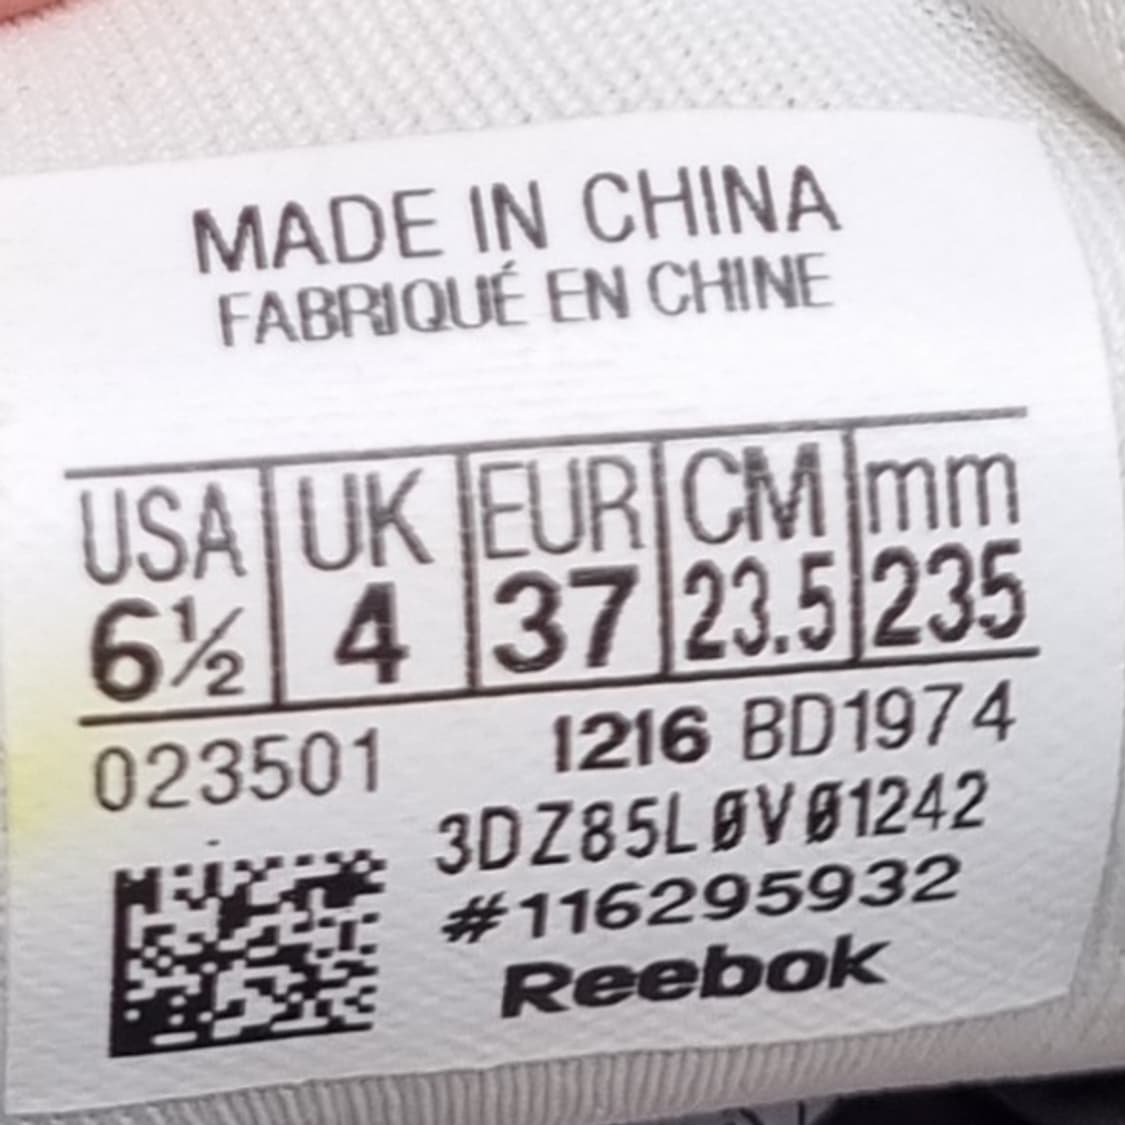 MADE IN CHINA
FABRIQUÉ EN CHINE
USA UK EUR CM mm
6½ 4 37 23.5 235
023501 1216 BD1974
3DZ85L0V01242
#116295932
Reebok